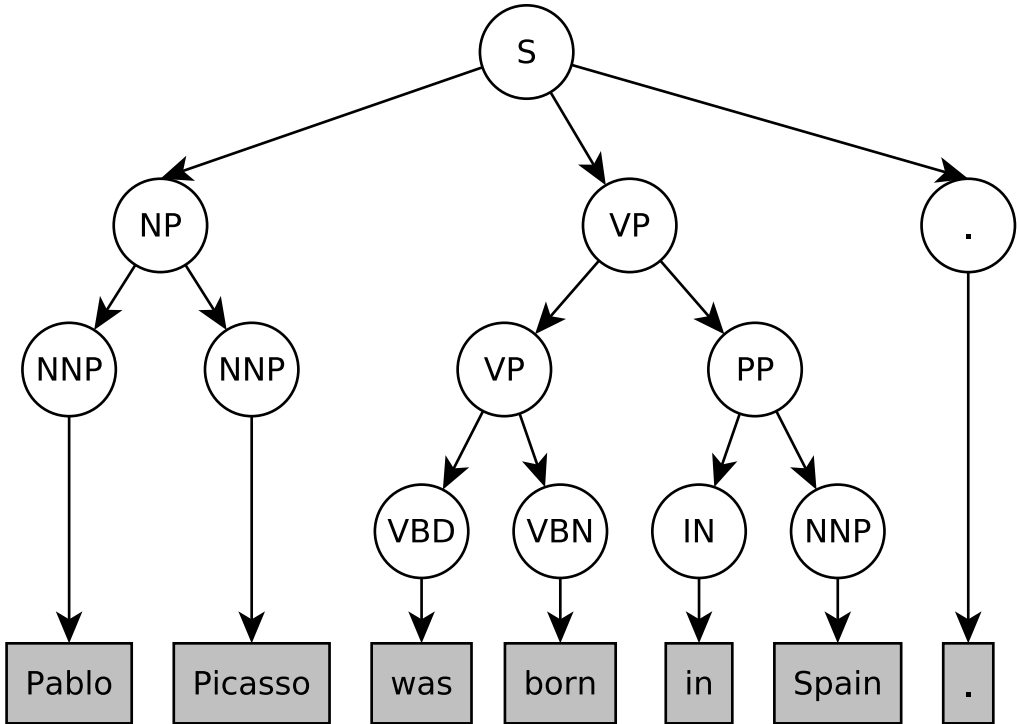 S
NP VP .
NNP NNP VP PP
VBD VBN IN NNP
Pablo Picasso was born in Spain .